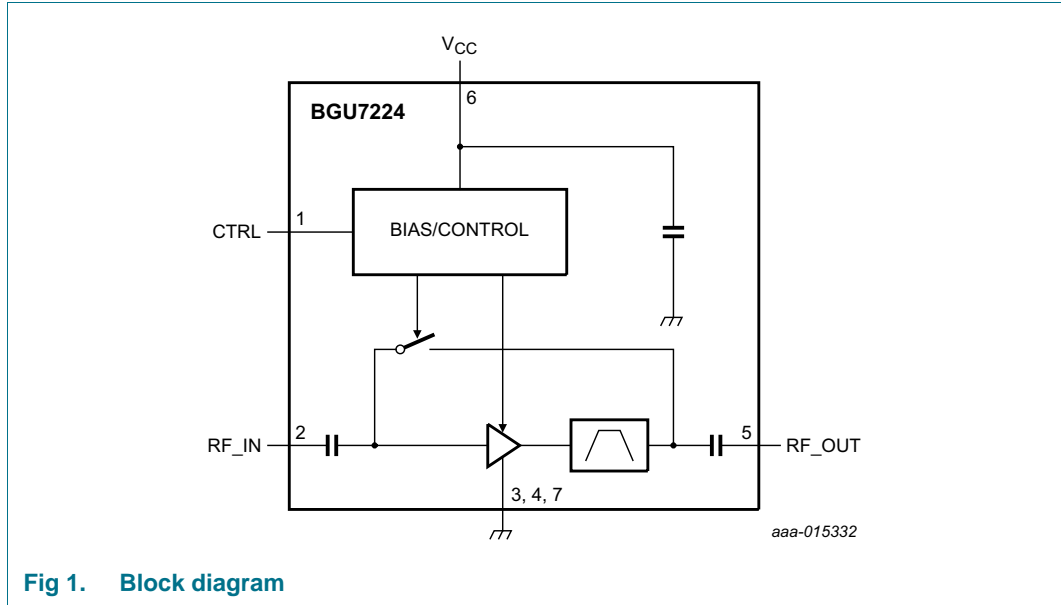 VCC
6
BGU7224
1
CTRL
BIAS/CONTROL
2
RF_IN
5
RF_OUT
3, 4, 7
aaa-015332
Fig 1. Block diagram